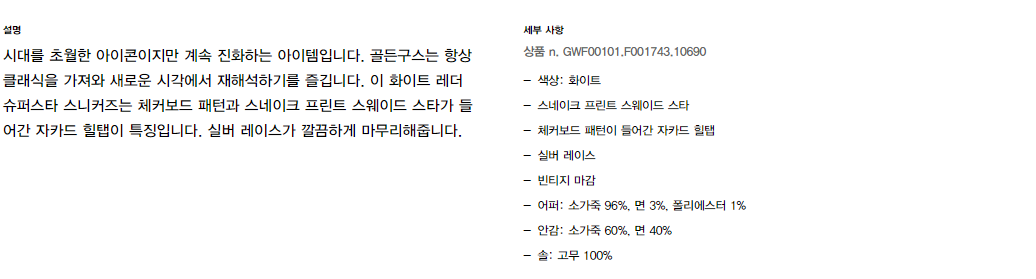 설명
시대를 초월한 아이콘이지만 계속 진화하는 아이템입니다. 골든구스는 항상
클래식을 가져와 새로운 시각에서 재해석하기를 즐깁니다. 이 화이트 레더
슈퍼스타 스니커즈는 체커보드 패턴과 스네이크 프린트 스웨이드 스타가 들
어간 자카드 힐탭이 특징입니다. 실버 레이스가 깔끔하게 마무리해줍니다.
세부 사항
상품 n. GWF00101.F001743.10690
– 색상: 화이트
– 스네이크 프린트 스웨이드 스타
– 체커보드 패턴이 들어간 자카드 힐탭
– 실버 레이스
– 빈티지 마감
– 어퍼: 소가죽 96%, 면 3%, 폴리에스터 1%
– 안감: 소가죽 60%, 면 40%
– 솔: 고무 100%